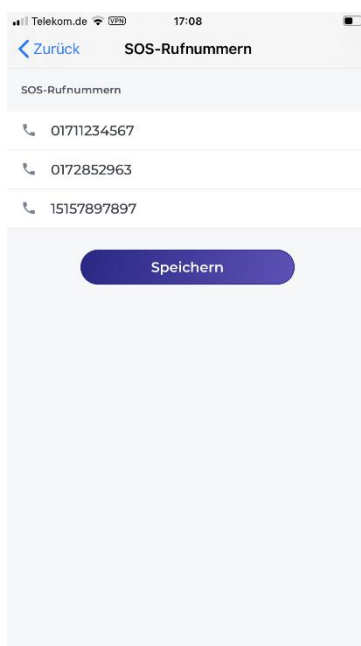 Telekom.de VPN 17:08
Zurück SOS-Rufnummern
SOS-Rufnummern
01711234567
0172852963
15157897897
Speichern